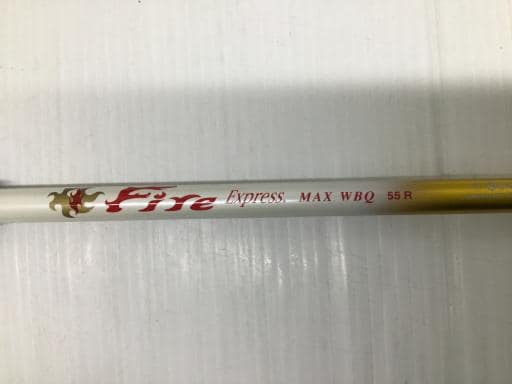 Fire Express MAX WBQ 55 R